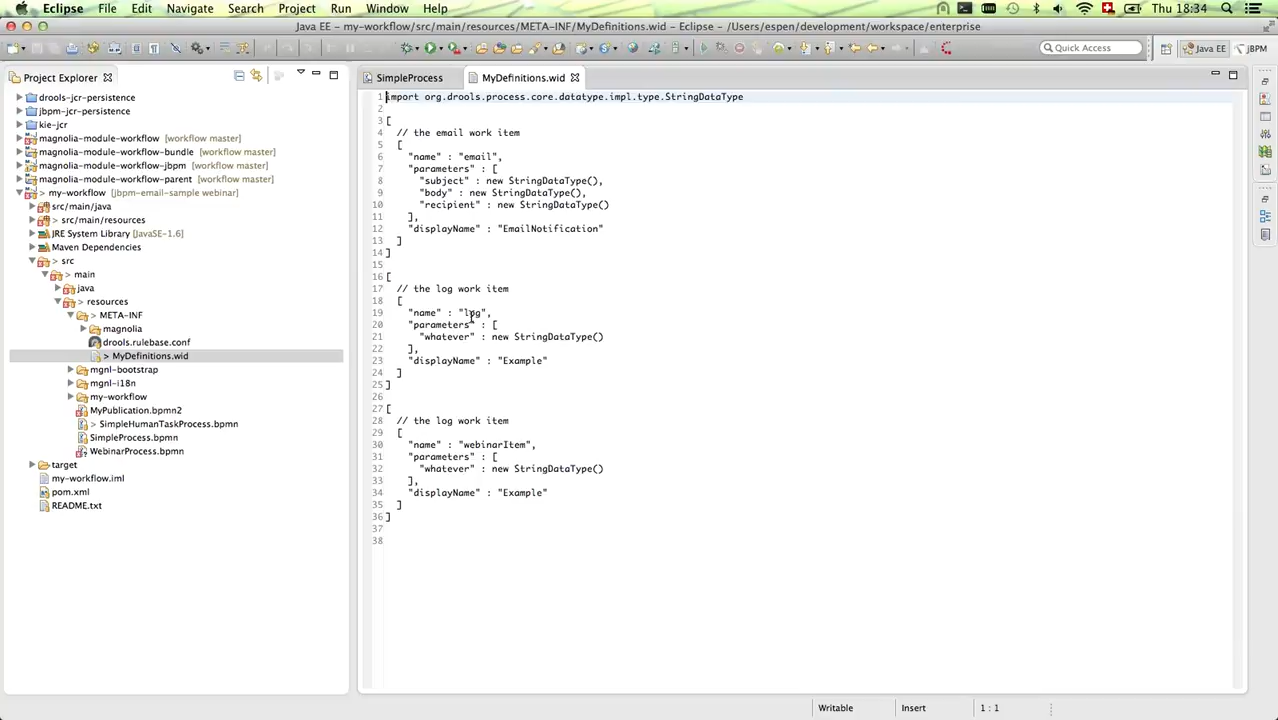 Eclipse File Edit Navigate Search Project Run Window Help Thu 18:34
Java EE - my-workflow/src/main/resources/META-INF/MyDefinitions.wid - Eclipse - /Users/espen/development/workspace/enterprise
Quick Access Java EE jBPM
Project Explorer
drools-jcr-persistence
jbpm-jcr-persistence
kie-jcr
magnolia-module-workflow [workflow master]
magnolia-module-workflow-bundle [workflow master]
magnolia-module-workflow-jbpm [workflow master]
magnolia-module-workflow-parent [workflow master]
> my-workflow [jbpm-email-sample webinar]
src/main/java
> src/main/resources
JRE System Library [JavaSE-1.6]
Maven Dependencies
> src
> main
java
> resources
> META-INF
magnolia
drools.rulebase.conf
> MyDefinitions.wid
mgnl-bootstrap
mgnl-i18n
> my-workflow
MyPublication.bpmn2
> SimpleHumanTaskProcess.bpmn
SimpleProcess.bpmn
WebinarProcess.bpmn
target
my-workflow.iml
pom.xml
README.txt
SimpleProcess MyDefinitions.wid
1 import org.drools.process.core.datatype.impl.type.StringDataType
2
3 [
4 // the email work item
5 [
6 "name" : "email",
7 "parameters" : [
8 "subject" : new StringDataType(),
9 "body" : new StringDataType(),
10 "recipient" : new StringDataType()
11 ],
12 "displayName" : "EmailNotification"
13 ]
14 ]
15
16 [
17 // the log work item
18 [
19 "name" : "log",
20 "parameters" : [
21 "whatever" : new StringDataType()
22 ],
23 "displayName" : "Example"
24 ]
25 ]
26
27 [
28 // the log work item
29 [
30 "name" : "webinarItem",
31 "parameters" : [
32 "whatever" : new StringDataType()
33 ],
34 "displayName" : "Example"
35 ]
36 ]
37
38
Writable Insert 1 : 1